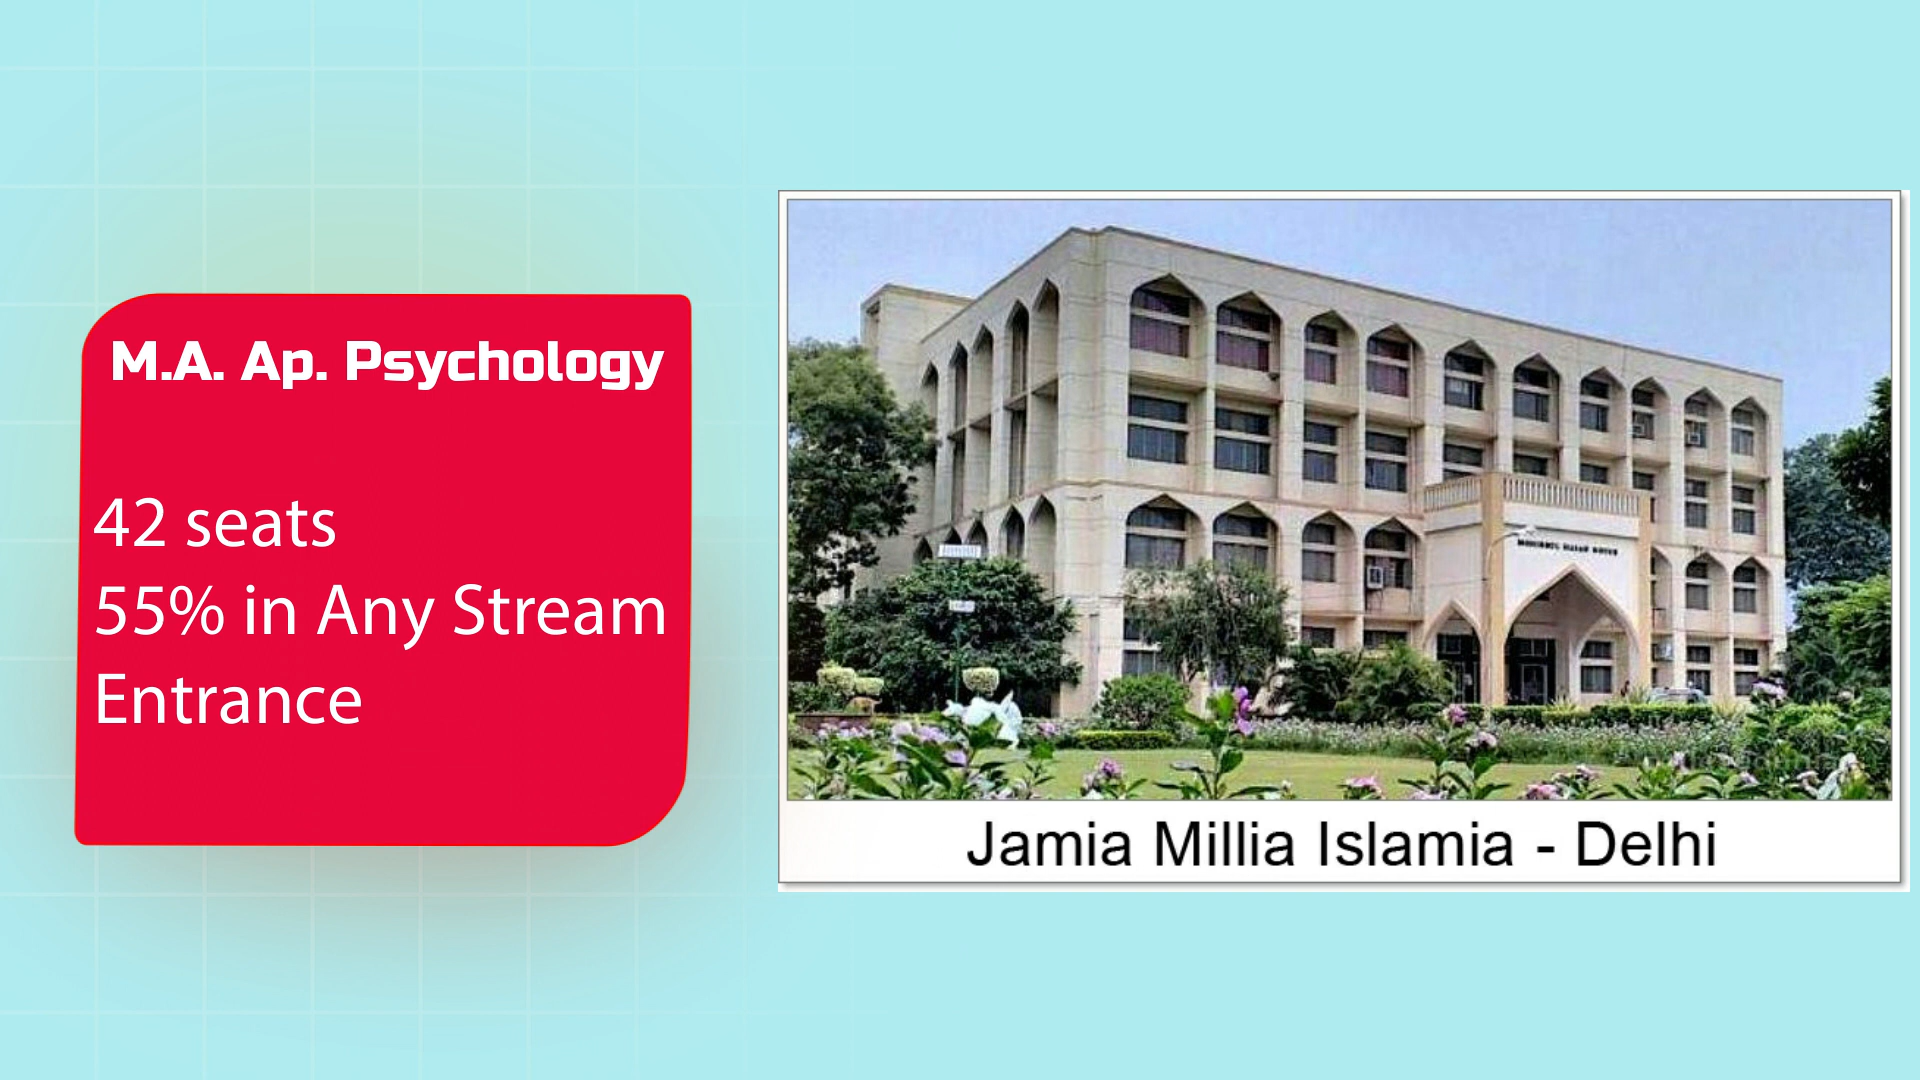 M.A. Ap. Psychology
42 seats
55% in Any Stream
Entrance
Jamia Millia Islamia - Delhi